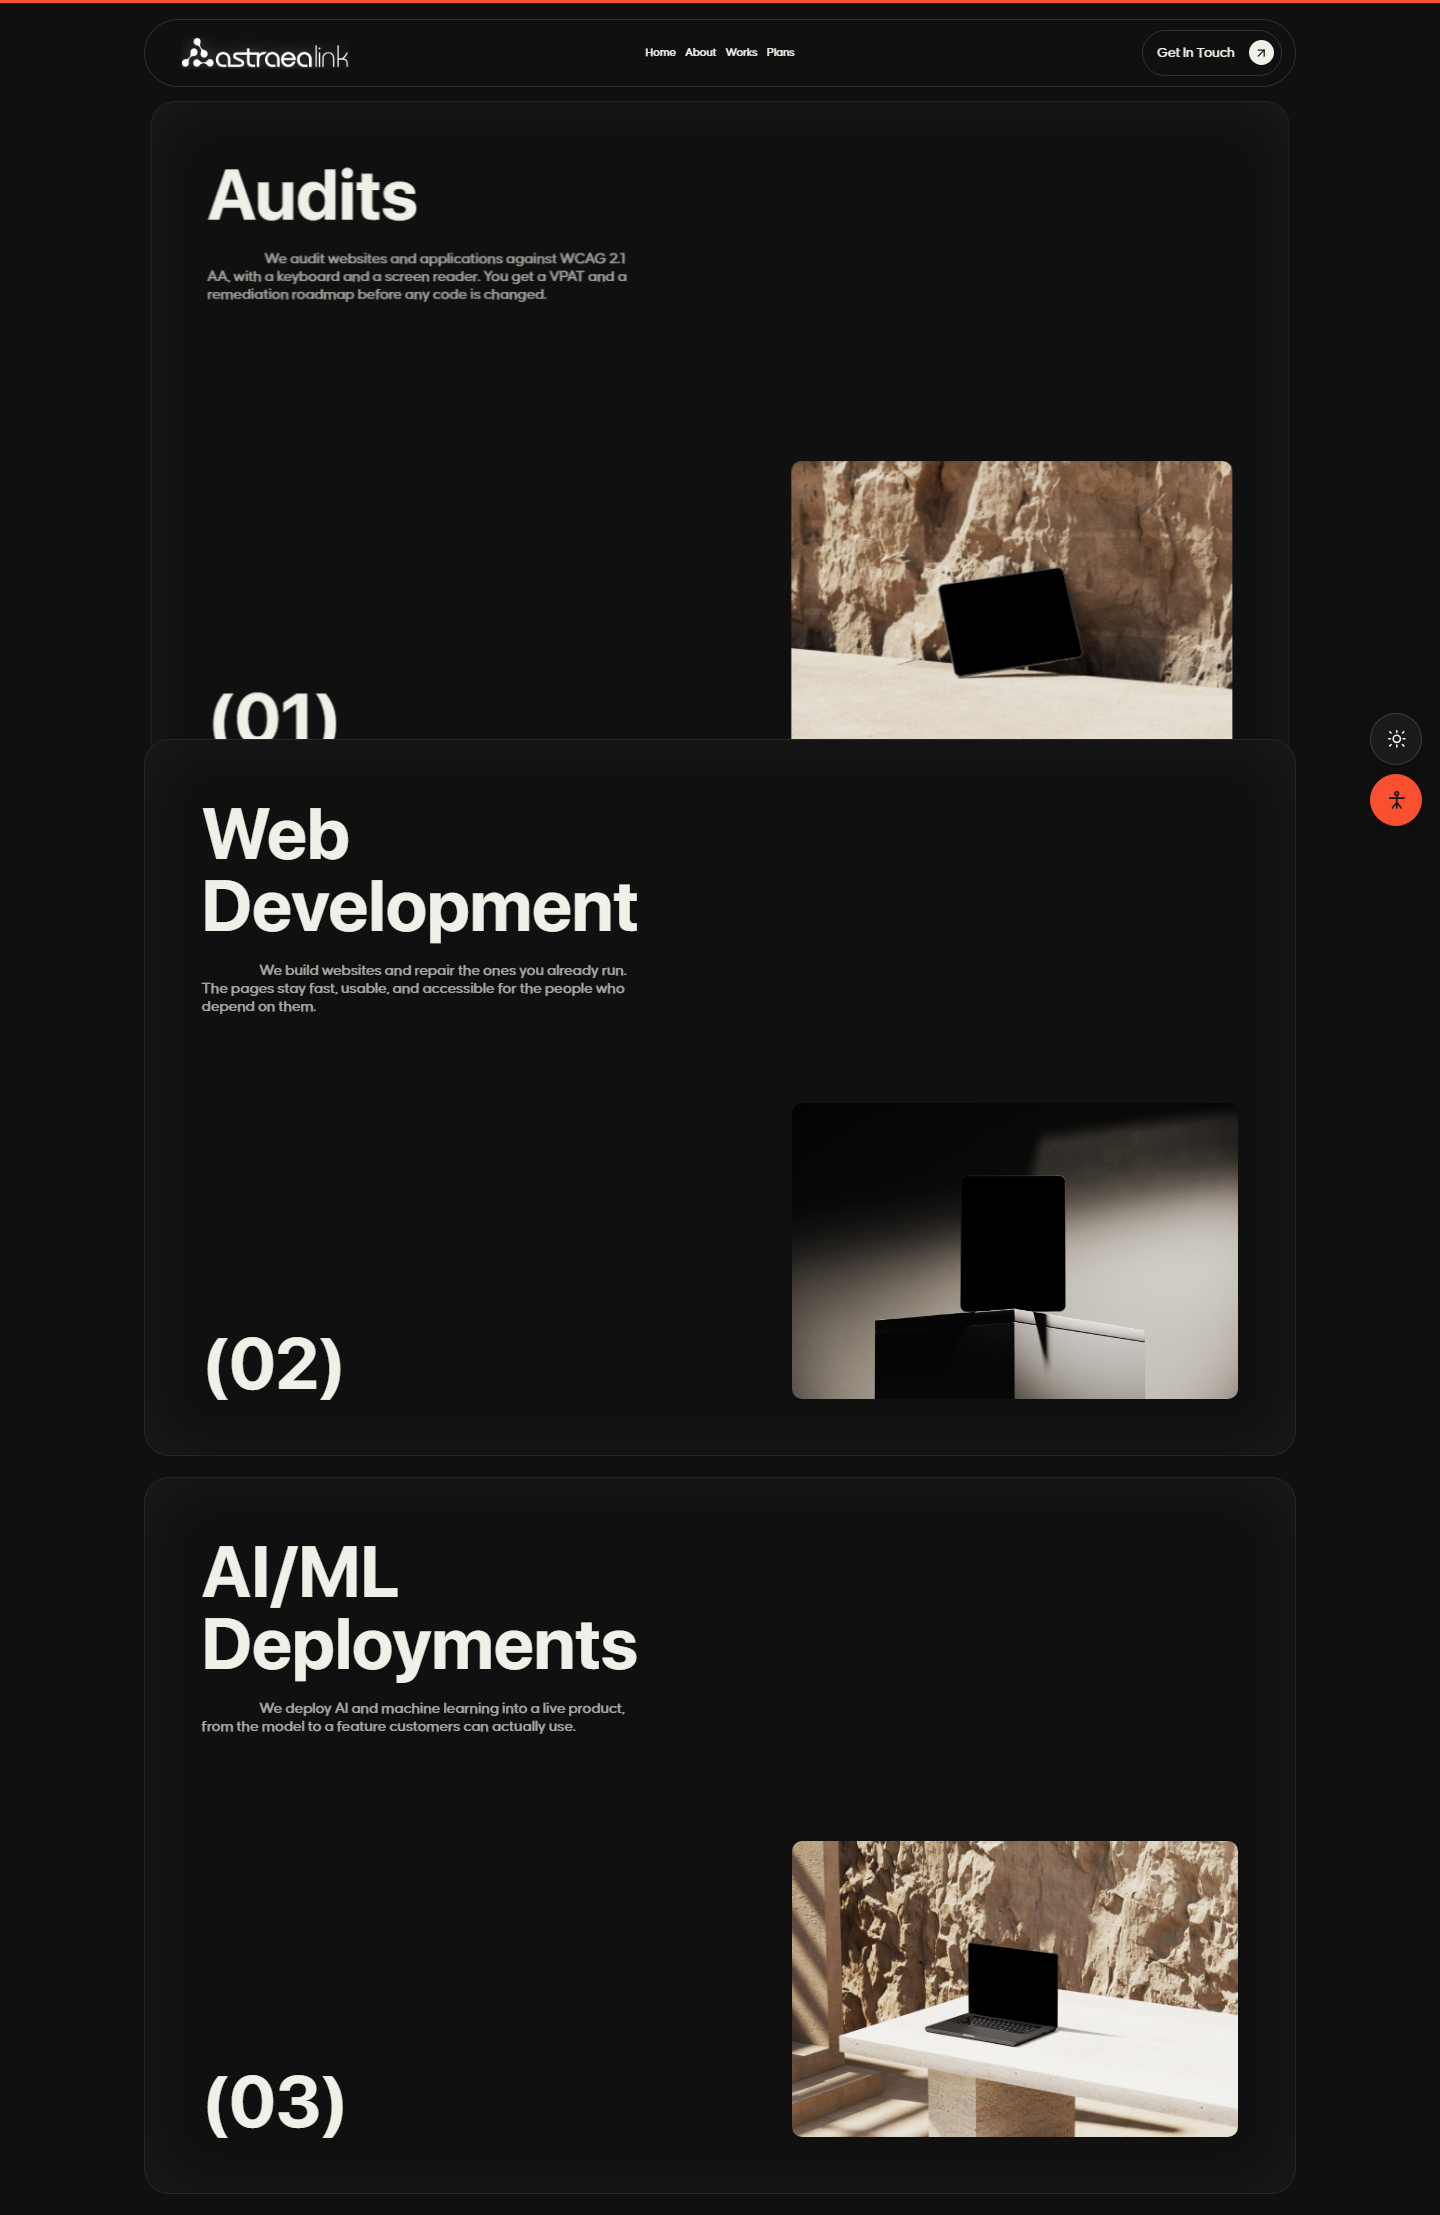 astraealink
Home About Works Plans
Get In Touch
Audits
We audit websites and applications against WCAG 2.1
AA, with a keyboard and a screen reader. You get a VPAT and a
remediation roadmap before any code is changed.
(01)
Web
Development
We build websites and repair the ones you already run.
The pages stay fast, usable, and accessible for the people who
depend on them.
(02)
AI/ML
Deployments
We deploy AI and machine learning into a live product,
from the model to a feature customers can actually use.
(03)